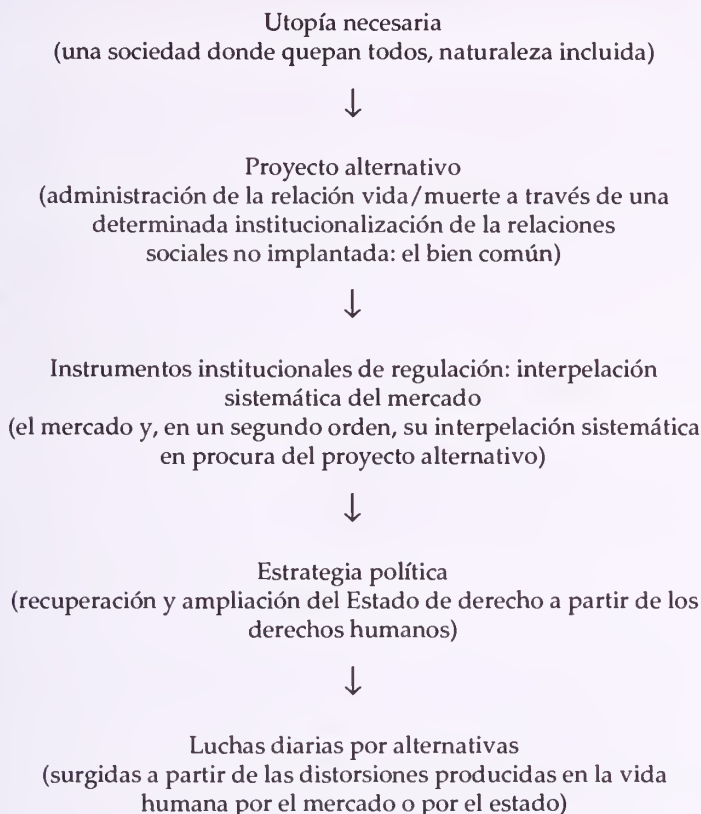 Utopía necesaria
(una sociedad donde quepan todos, naturaleza incluida)
↓
Proyecto alternativo
(administración de la relación vida/muerte a través de una
determinada institucionalización de la relaciones
sociales no implantada: el bien común)
↓
Instrumentos institucionales de regulación: interpelación
sistemática del mercado
(el mercado y, en un segundo orden, su interpelación sistemática
en procura del proyecto alternativo)
↓
Estrategia política
(recuperación y ampliación del Estado de derecho a partir de los
derechos humanos)
↓
Luchas diarias por alternativas
(surgidas a partir de las distorsiones producidas en la vida
humana por el mercado o por el estado)